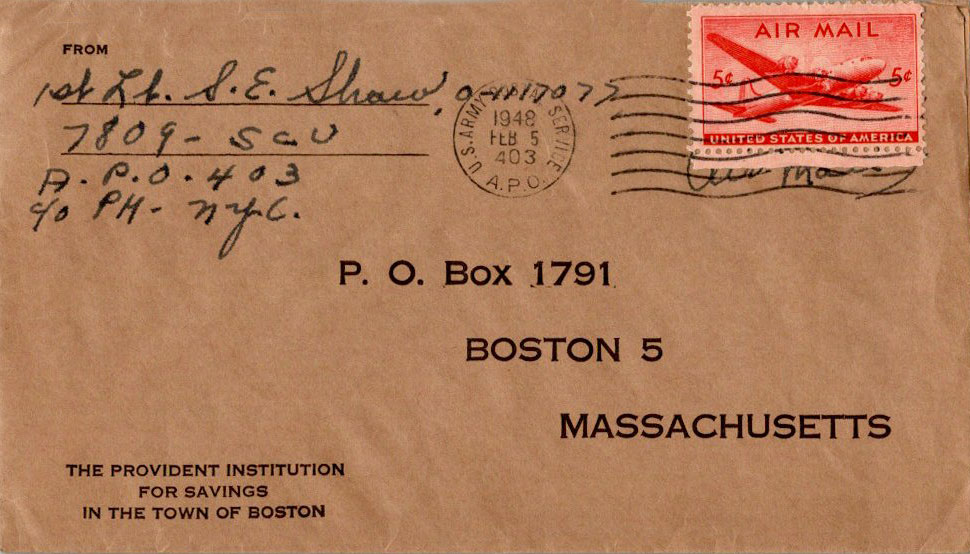 FROM
1st Lt. S. E. Shaw, O-1117077
7809 - SCU
A. P. O. 403
c/o PM - N.Y.C.
U.S. ARMY POSTAL SERVICE
1948
FEB 5
403
A.P.O.
AIR MAIL
5¢ 5¢
UNITED STATES OF AMERICA
Air Mail
P. O. Box 1791
BOSTON 5
MASSACHUSETTS
THE PROVIDENT INSTITUTION
FOR SAVINGS
IN THE TOWN OF BOSTON